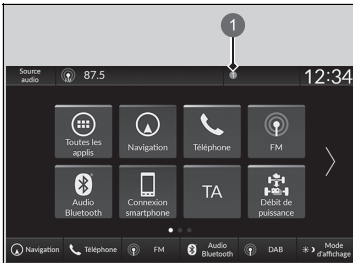 1
Source
audio
87.5
12:34
Toutes les
applis
Navigation
Téléphone
FM
Audio
Bluetooth
Connexion
smartphone
TA
Débit de
puissance
Navigation
Téléphone
FM
Audio
Bluetooth
DAB
Mode
d'affichage